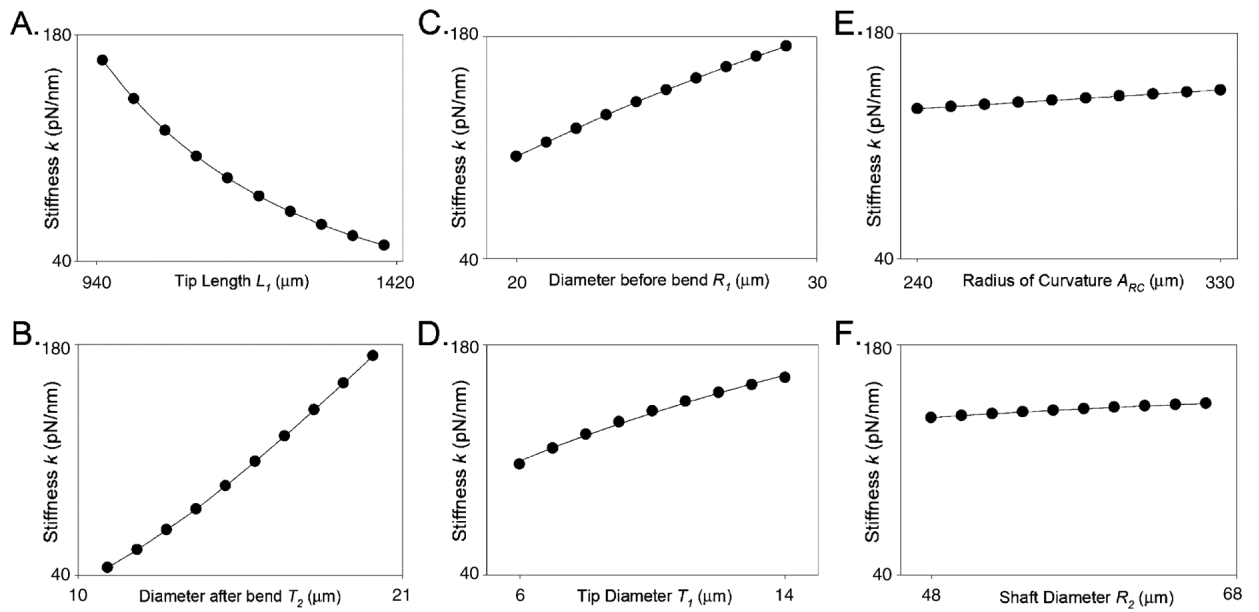 A.
180
Stiffness k (pN/nm)
40
940
Tip Length L1 (μm)
1420
C.
180
Stiffness k (pN/nm)
40
20
Diameter before bend R1 (μm)
30
E.
180
Stiffness k (pN/nm)
40
240
Radius of Curvature ARC (μm)
330
B.
180
Stiffness k (pN/nm)
40
10
Diameter after bend T2 (μm)
21
D.
180
Stiffness k (pN/nm)
40
6
Tip Diameter T1 (μm)
14
F.
180
Stiffness k (pN/nm)
40
48
Shaft Diameter R2 (μm)
68